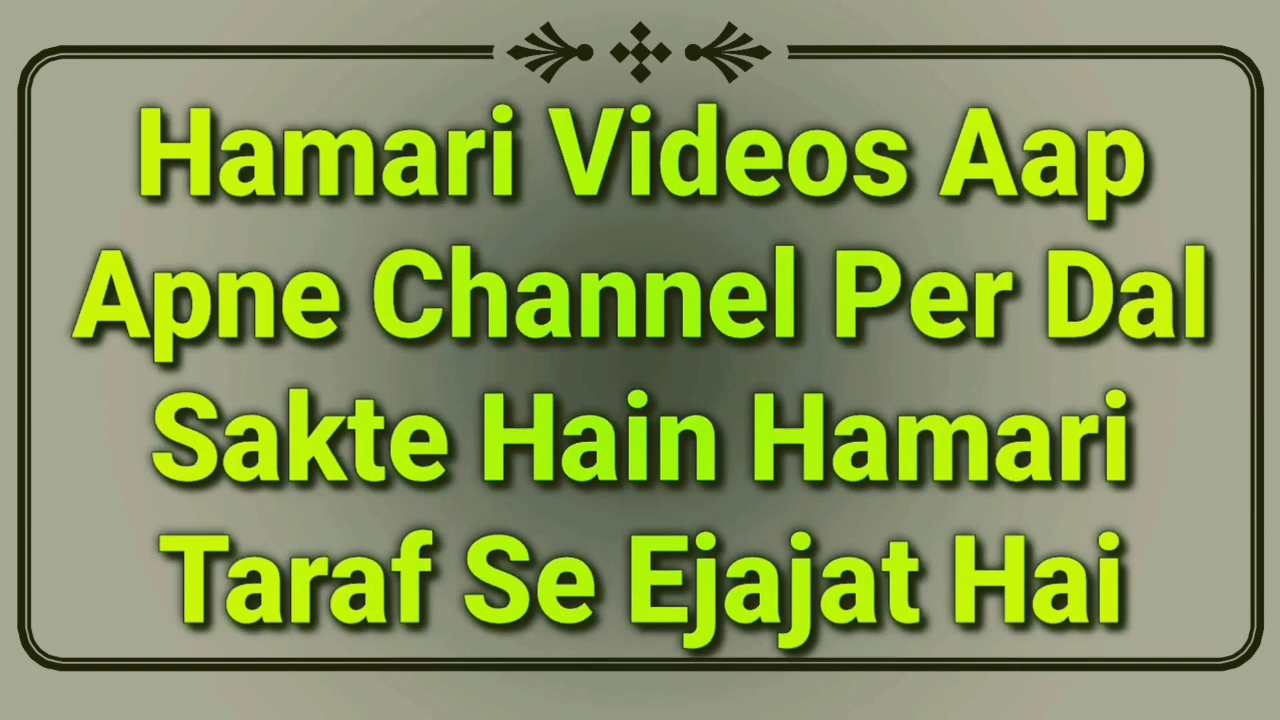 Hamari Videos Aap
Apne Channel Per Dal
Sakte Hain Hamari
Taraf Se Ejajat Hai